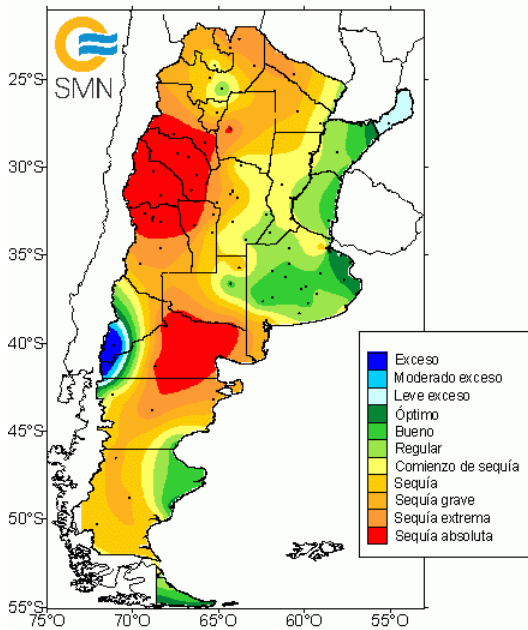 SMN
25°S
30°S
35°S
40°S
45°S
50°S
55°S
75°O
70°O
65°O
60°O
55°O
Exceso
Moderado exceso
Leve exceso
Óptimo
Bueno
Regular
Comienzo de sequía
Sequía
Sequía grave
Sequía extrema
Sequía absoluta